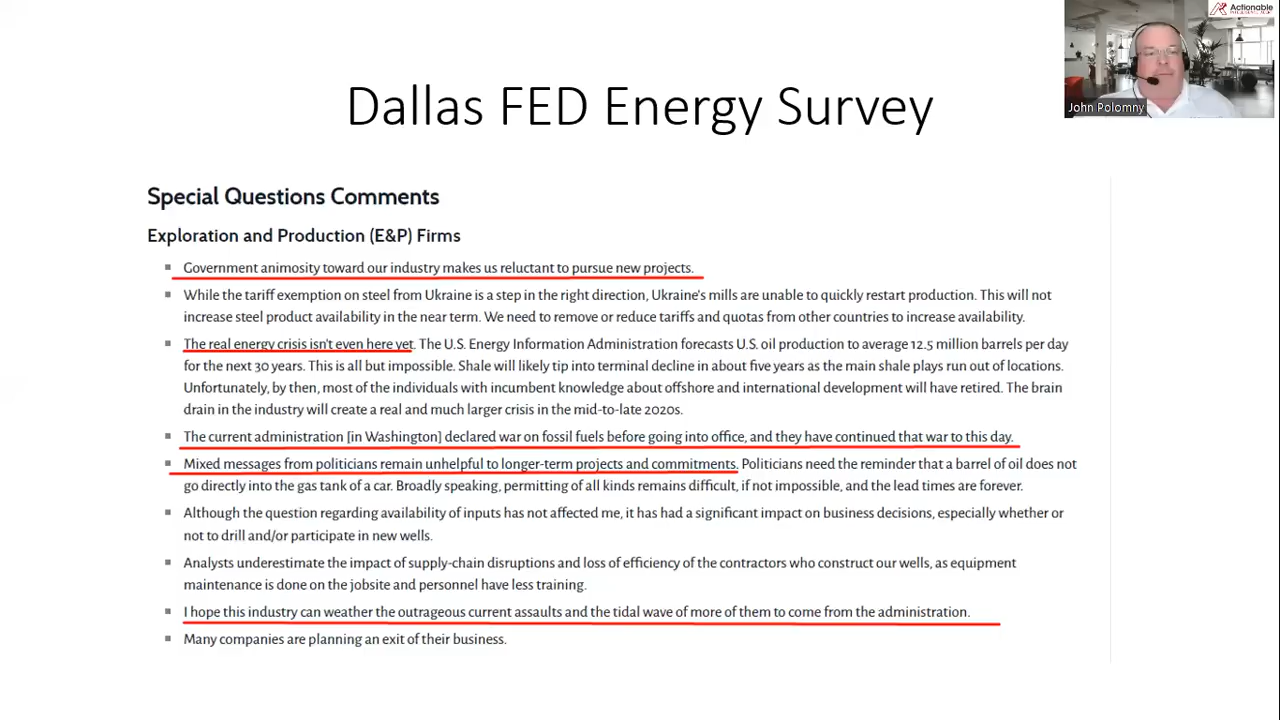 Actionable
Dallas FED Energy Survey
John Polomny
Special Questions Comments
Exploration and Production (E&P) Firms
Government animosity toward our industry makes us reluctant to pursue new projects.
While the tariff exemption on steel from Ukraine is a step in the right direction, Ukraine's mills are unable to quickly restart production. This will not
increase steel product availability in the near term. We need to remove or reduce tariffs and quotas from other countries to increase availability.
The real energy crisis isn't even here yet. The U.S. Energy Information Administration forecasts U.S. oil production to average 12.5 million barrels per day
for the next 30 years. This is all but impossible. Shale will likely tip into terminal decline in about five years as the main shale plays run out of locations.
Unfortunately, by then, most of the individuals with incumbent knowledge about offshore and international development will have retired. The brain
drain in the industry will create a real and much larger crisis in the mid-to-late 2020s.
The current administration [in Washington] declared war on fossil fuels before going into office, and they have continued that war to this day.
Mixed messages from politicians remain unhelpful to longer-term projects and commitments. Politicians need the reminder that a barrel of oil does not
go directly into the gas tank of a car. Broadly speaking, permitting of all kinds remains difficult, if not impossible, and the lead times are forever.
Although the question regarding availability of inputs has not affected me, it has had a significant impact on business decisions, especially whether or
not to drill and/or participate in new wells.
Analysts underestimate the impact of supply-chain disruptions and loss of efficiency of the contractors who construct our wells, as equipment
maintenance is done on the jobsite and personnel have less training.
I hope this industry can weather the outrageous current assaults and the tidal wave of more of them to come from the administration.
Many companies are planning an exit of their business.